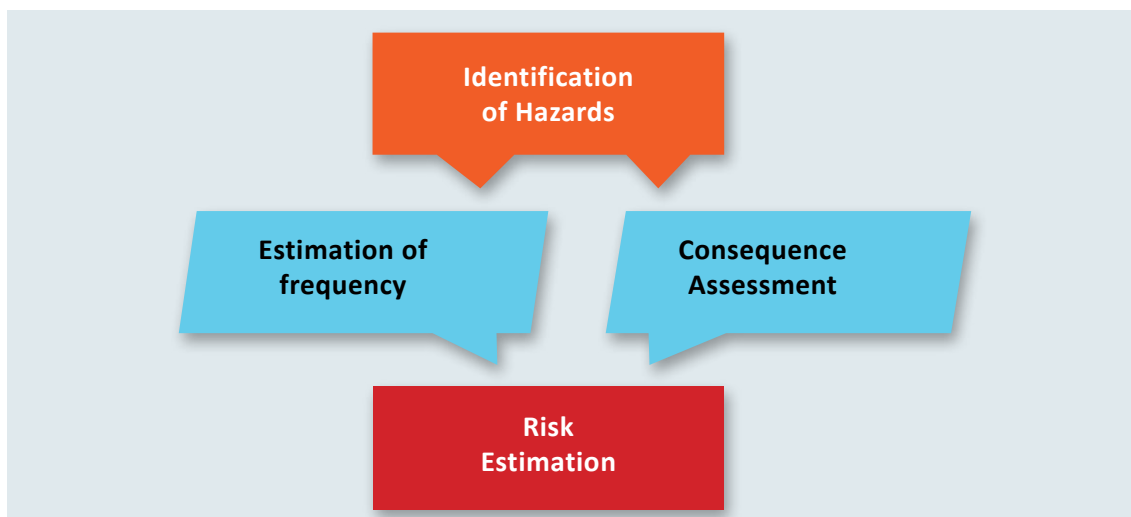 Identification
of Hazards
Estimation of
frequency
Consequence
Assessment
Risk
Estimation